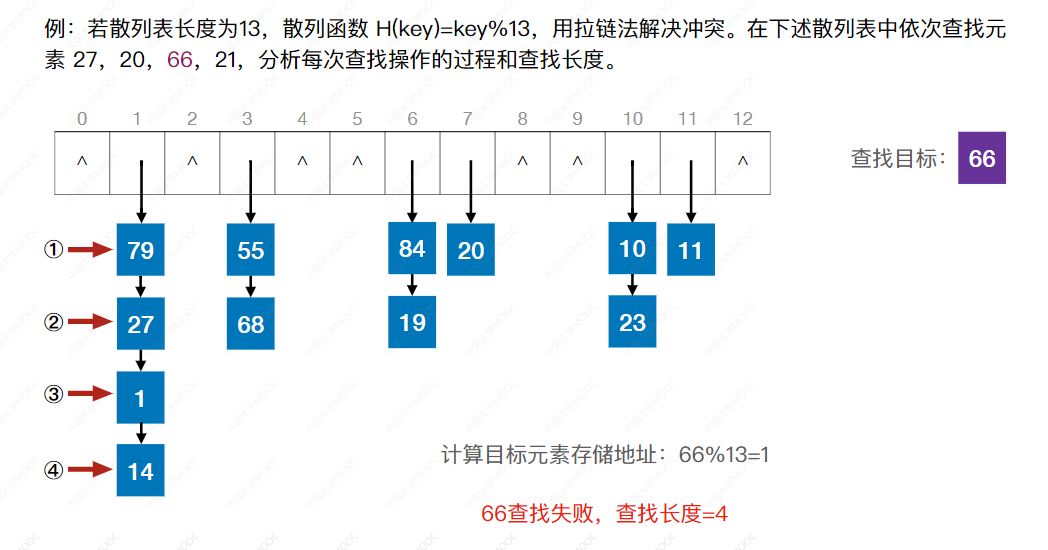 例：若散列表长度为13，散列函数 H(key)=key%13，用拉链法解决冲突。在下述散列表中依次查找元
素 27，20，66，21，分析每次查找操作的过程和查找长度。
0 1 2 3 4 5 6 7 8 9 10 11 12
^ ^ ^ ^ ^ ^ ^
查找目标： 66
① 79 55 84 20 10 11
② 27 68 19 23
③ 1
④ 14
计算目标元素存储地址：66%13=1
66查找失败，查找长度=4